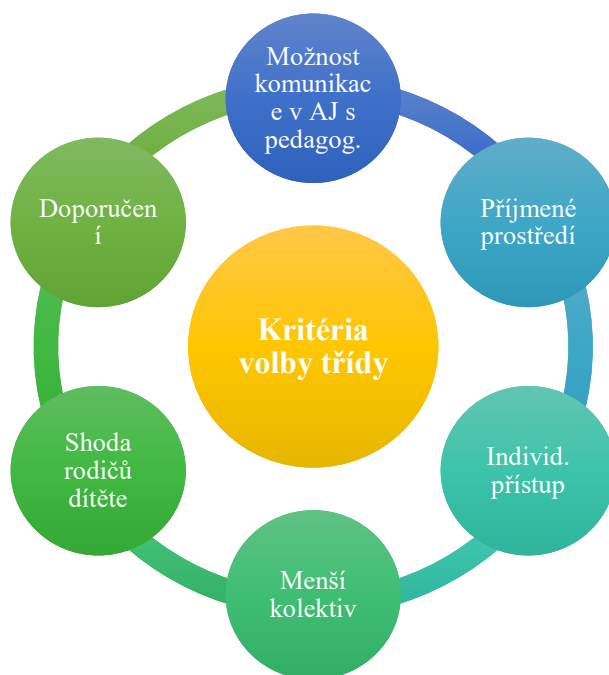 Možnost
komunikac
e v AJ s
pedagog.
Příjmené
prostředí
Individ.
přístup
Menší
kolektiv
Shoda
rodičů
dítěte
Doporučen
í
Kritéria
volby třídy